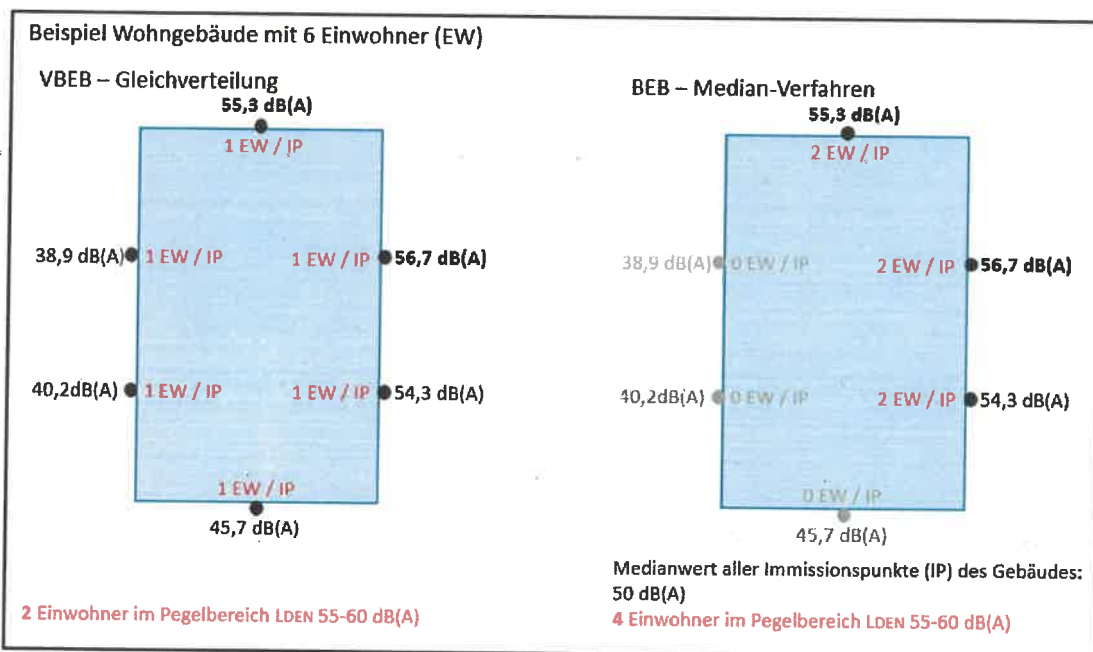 Beispiel Wohngebäude mit 6 Einwohner (EW)
VBEB – Gleichverteilung
55,3 dB(A)
1 EW / IP
38,9 dB(A) 1 EW / IP 1 EW / IP 56,7 dB(A)
40,2dB(A) 1 EW / IP 1 EW / IP 54,3 dB(A)
1 EW / IP
45,7 dB(A)
2 Einwohner im Pegelbereich LDEN 55-60 dB(A)
BEB – Median-Verfahren
55,3 dB(A)
2 EW / IP
38,9 dB(A) 0 EW / IP 2 EW / IP 56,7 dB(A)
40,2dB(A) 0 EW / IP 2 EW / IP 54,3 dB(A)
0 EW / IP
45,7 dB(A)
Medianwert aller Immissionspunkte (IP) des Gebäudes:
50 dB(A)
4 Einwohner im Pegelbereich LDEN 55-60 dB(A)